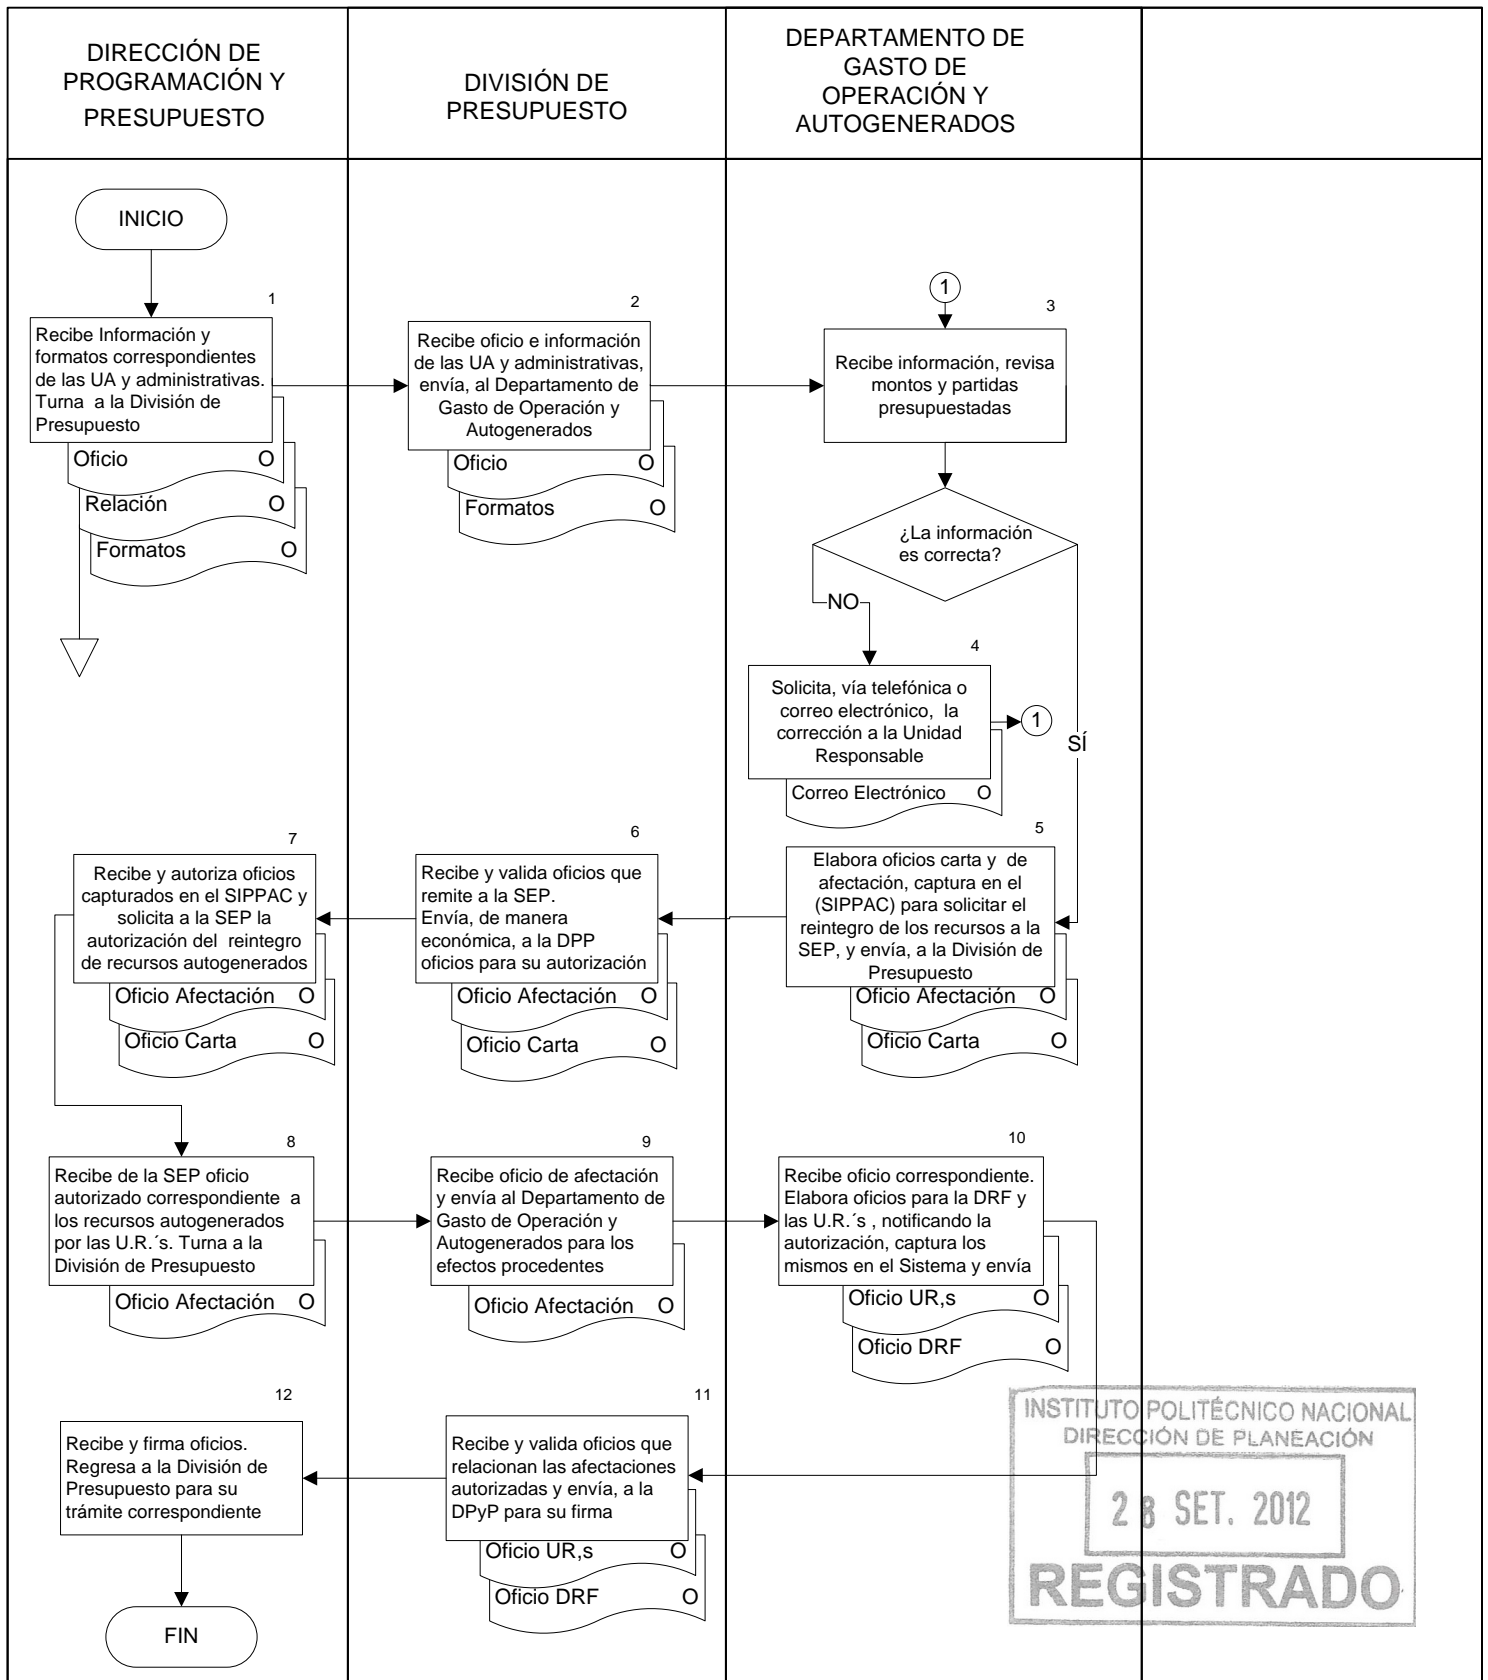 DIRECCIÓN DE
PROGRAMACIÓN Y
PRESUPUESTO
DIVISIÓN DE
PRESUPUESTO
DEPARTAMENTO DE
GASTO DE
OPERACIÓN Y
AUTOGENERADOS
INICIO
1
Recibe Información y
formatos correspondientes
de las UA y administrativas.
Turna a la División de
Presupuesto
Oficio O
Relación O
Formatos O
2
Recibe oficio e información
de las UA y administrativas,
envía, al Departamento de
Gasto de Operación y
Autogenerados
Oficio O
Formatos O
1
3
Recibe información, revisa
montos y partidas
presupuestadas
¿La información
es correcta?
NO
SÍ
4
Solicita, vía telefónica o
correo electrónico, la
corrección a la Unidad
Responsable
Correo Electrónico O
1
5
Elabora oficios carta y de
afectación, captura en el
(SIPPAC) para solicitar el
reintegro de los recursos a la
SEP, y envía, a la División de
Presupuesto
Oficio Afectación O
Oficio Carta O
6
Recibe y valida oficios que
remite a la SEP.
Envía, de manera
económica, a la DPP
oficios para su autorización
Oficio Afectación O
Oficio Carta O
7
Recibe y autoriza oficios
capturados en el SIPPAC y
solicita a la SEP la
autorización del reintegro
de recursos autogenerados
Oficio Afectación O
Oficio Carta O
8
Recibe de la SEP oficio
autorizado correspondiente a
los recursos autogenerados
por las U.R.´s. Turna a la
División de Presupuesto
Oficio Afectación O
9
Recibe oficio de afectación
y envía al Departamento de
Gasto de Operación y
Autogenerados para los
efectos procedentes
Oficio Afectación O
10
Recibe oficio correspondiente.
Elabora oficios para la DRF y
las U.R.´s , notificando la
autorización, captura los
mismos en el Sistema y envía
Oficio UR,s O
Oficio DRF O
11
Recibe y valida oficios que
relacionan las afectaciones
autorizadas y envía, a la
DPyP para su firma
Oficio UR,s O
Oficio DRF O
12
Recibe y firma oficios.
Regresa a la División de
Presupuesto para su
trámite correspondiente
FIN
INSTITUTO POLITÉCNICO NACIONAL
DIRECCIÓN DE PLANEACIÓN
28 SET. 2012
REGISTRADO